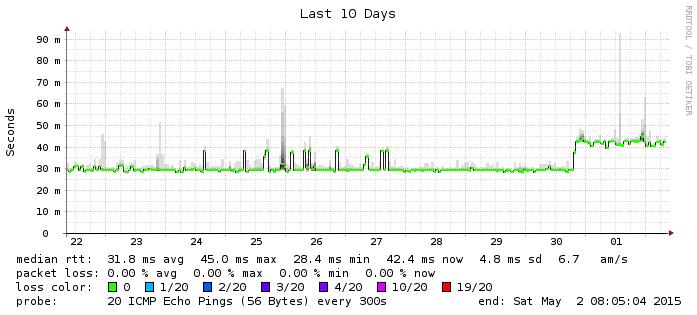 Last 10 Days
RRDTOOL / TOBI OETIKER
Seconds
90 m
80 m
70 m
60 m
50 m
40 m
30 m
20 m
10 m
0
22 23 24 25 26 27 28 29 30 01
median rtt: 31.8 ms avg 45.0 ms max 28.4 ms min 42.4 ms now 4.8 ms sd 6.7 am/s
packet loss: 0.00 % avg 0.00 % max 0.00 % min 0.00 % now
loss color: 0 1/20 2/20 3/20 4/20 10/20 19/20
probe: 20 ICMP Echo Pings (56 Bytes) every 300s end: Sat May 2 08:05:04 2015